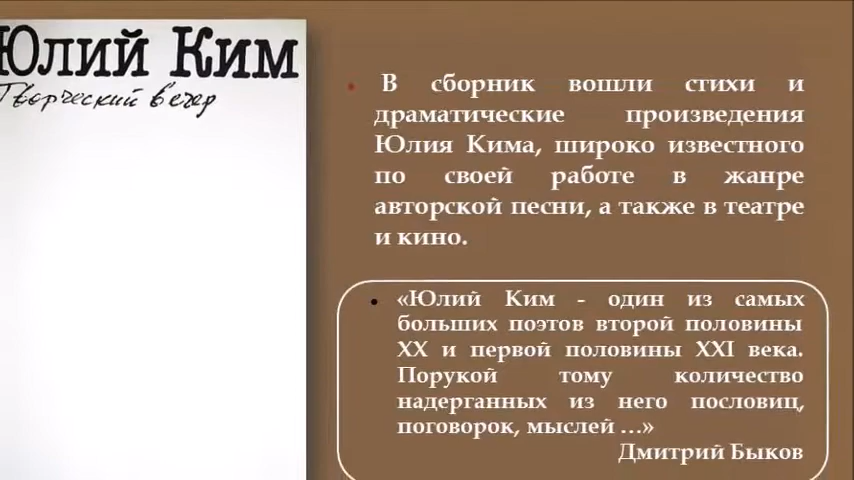 Юлий Ким
Творческий вечер
В сборник вошли стихи и
драматические произведения
Юлия Кима, широко известного
по своей работе в жанре
авторской песни, а также в театре
и кино.
«Юлий Ким - один из самых
больших поэтов второй половины
XX и первой половины XXI века.
Порукой тому количество
надерганных из него пословиц,
поговорок, мыслей ...»
Дмитрий Быков